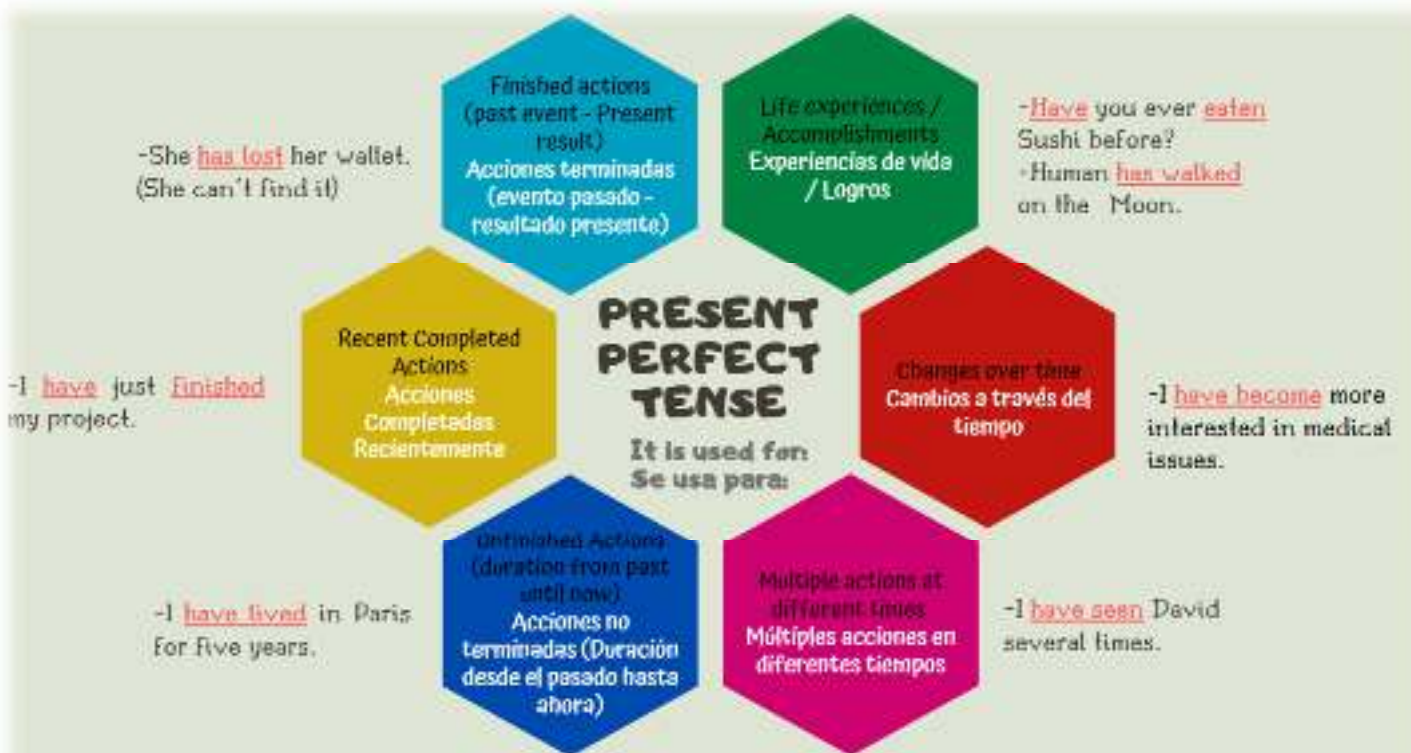 Finished actions
(past event - Present
result)
Acciones terminadas
(evento pasado -
resultado presente)
Life experiences /
Accomplishments
Experiencias de vida
/ Logros
-She has lost her wallet.
(She can't find it)
-Have you ever eaten
Sushi before?
-Human has walked
on the Moon.
PRESENT
PERFECT
TENSE
It is used for:
Se usa para:
Recent Completed
Actions
Acciones
Completadas
Recientemente
-I have just finished
my project.
Changes over time
Cambios a través del
tiempo
-I have become more
interested in medical
issues.
Unfinished Actions
(duration from past
until now)
Acciones no
terminadas (Duración
desde el pasado hasta
ahora)
-I have lived in Paris
for five years.
Multiple actions at
different times
Múltiples acciones en
diferentes tiempos
-I have seen David
several times.